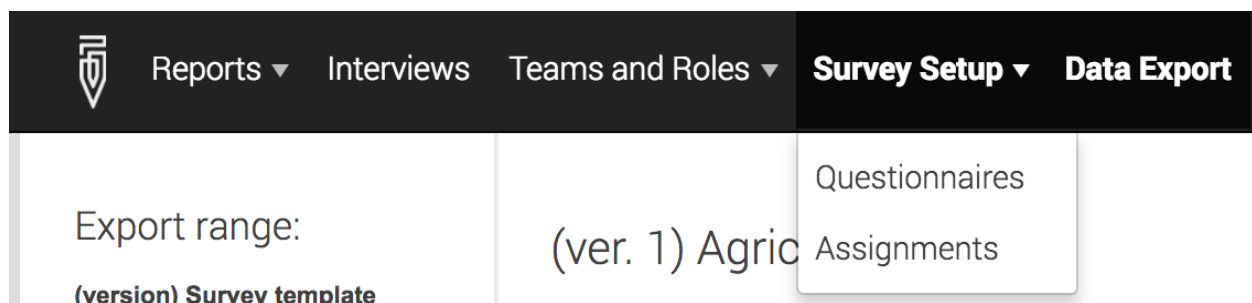 Reports ▾ Interviews Teams and Roles ▾ Survey Setup ▾ Data Export
Questionnaires
Assignments
Export range:
(version) Survey template
(ver. 1) Agric